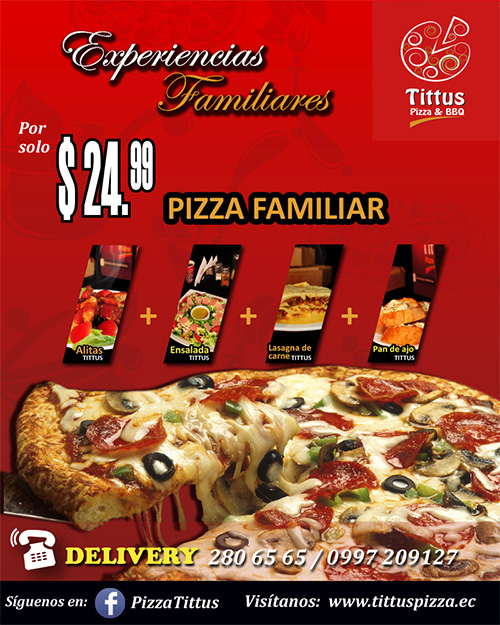 Experiencias
Familiares
Tittus
Pizza & BBQ
Por
solo
$24.99
PIZZA FAMILIAR
Alitas
TITTUS
+
Ensalada
TITTUS
+
Lasagna de
carne TITTUS
+
Pan de ajo
TITTUS
DELIVERY 280 65 65 / 0997 209127
Síguenos en: f PizzaTittus Visítanos: www.tittuspizza.ec